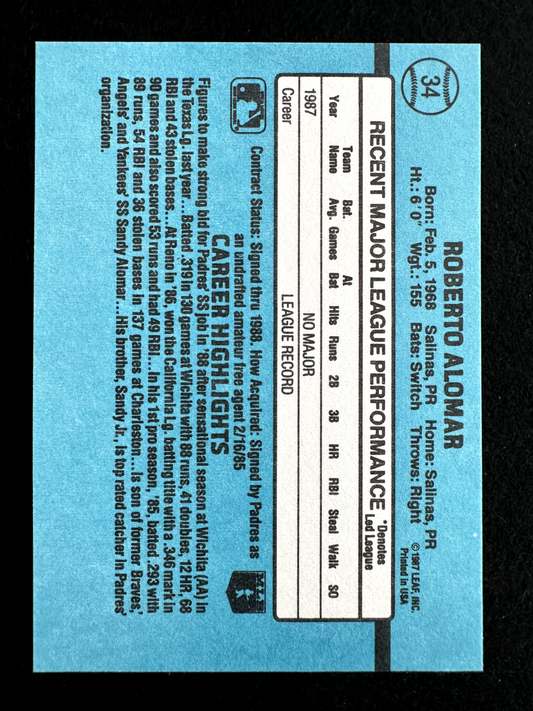 34
ROBERTO ALOMAR
Born: Feb. 5, 1968 Salinas, PR Home: Salinas, PR
Ht.: 6'0" Wgt.: 155 Bats: Switch Throws: Right
©1987 LEAF, INC.
Printed in USA
RECENT MAJOR LEAGUE PERFORMANCE
*Denotes
Led League
Year Team Name Bat. Avg. Games At Bat Hits Runs 2B 3B HR RBI Steal Walk SO
1987 NO MAJOR
Career LEAGUE RECORD
Contract Status: Signed thru 1988. How Acquired: Signed by Padres as
an undrafted amateur free agent 2/16/85
CAREER HIGHLIGHTS
Figures to make strong bid for Padres' SS job in '88 after sensational season at Wichita (AA) in
the Texas Lg. last year...Batted .319 in 130 games at Wichita with 88 runs, 41 doubles, 12 HR, 68
RBI and 43 stolen bases...At Reno in '86, won the California Lg. batting title with a .346 mark in
90 games and also scored 53 runs and had 49 RBI...In his 1st pro season, '85, batted .293 with
89 runs, 54 RBI and 36 stolen bases in 137 games at Charleston...Is son of former Braves,'
Angels' and Yankees' SS Sandy Alomar...His brother, Sandy Jr., is top rated catcher in Padres'
organization.